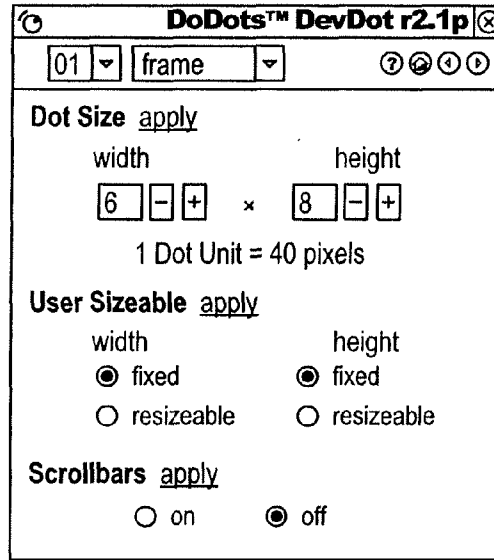 DoDots™ DevDot r2.1p
01 frame ?
Dot Size apply
width height
6 − + × 8 − +
1 Dot Unit = 40 pixels
User Sizeable apply
width height
fixed fixed
resizeable resizeable
Scrollbars apply
on off